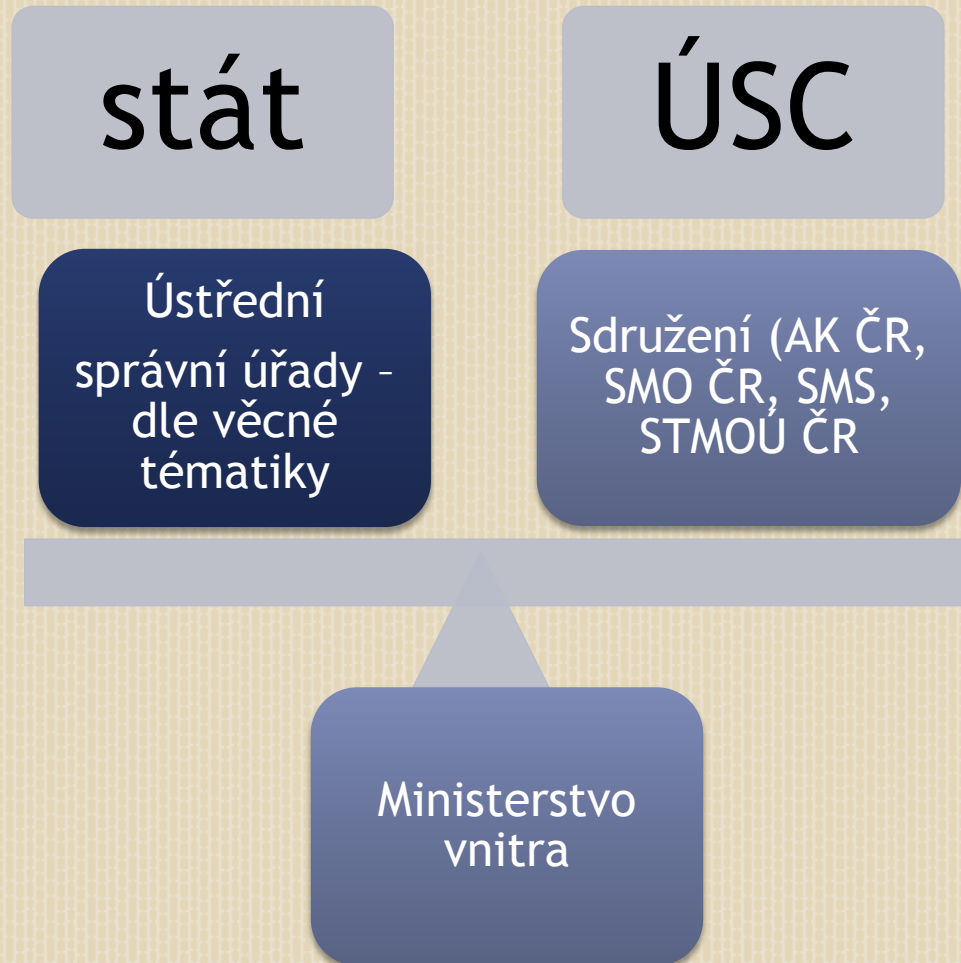 stát
ÚSC
Ústřední
správní úřady –
dle věcné
tématiky
Sdružení (AK ČR,
SMO ČR, SMS,
STMOÚ ČR
Ministerstvo
vnitra